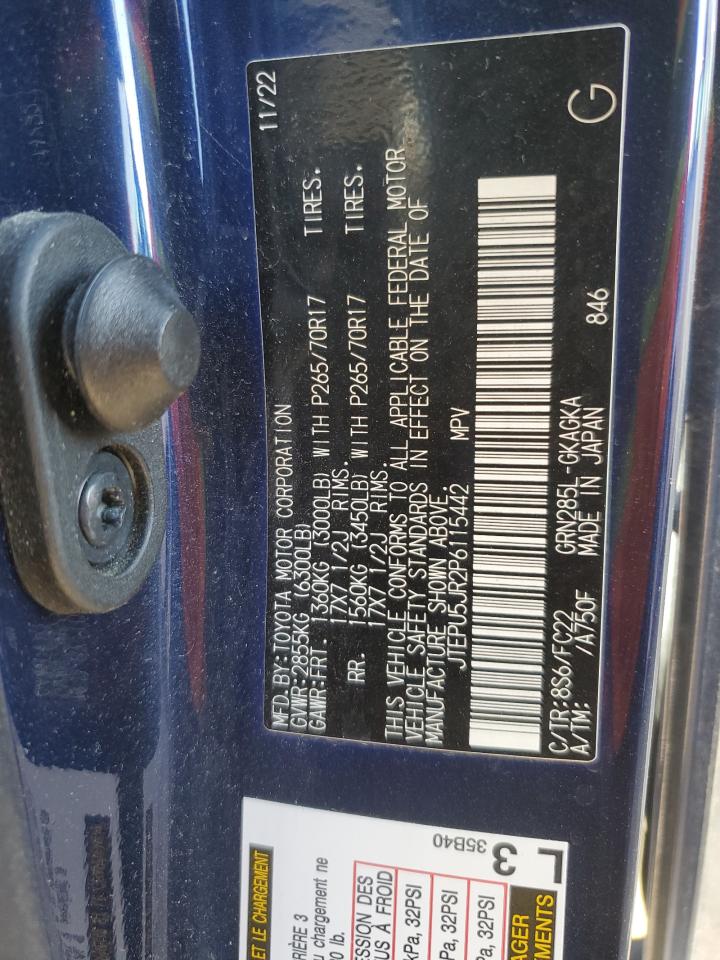 11/22
MFD. BY:TOYOTA MOTOR CORPORATION
GVWR:2855KG (6300LB)
GAWR:FRT. 1360KG (3000LB) WITH P265/70R17 TIRES.
17X7 1/2J RIMS.
RR. 1560KG (3450LB) WITH P265/70R17 TIRES.
17X7 1/2J RIMS.
THIS VEHICLE CONFORMS TO ALL APPLICABLE FEDERAL MOTOR
VEHICLE SAFETY STANDARDS IN EFFECT ON THE DATE OF
MANUFACTURE SHOWN ABOVE.
JTEPU5JR2P6115442 MPV
C/TR:8S6/FC22 GRN285L-GKAGKA 846
A/TM: /A750F MADE IN JAPAN
G
ET LE CHARGEMENT
RIÈRE 3
u chargement ne
0 lb.
ESSION DES
US À FROID
kPa, 32PSI
Pa, 32PSI
a, 32PSI
35B40
3
AGER
EMENTS